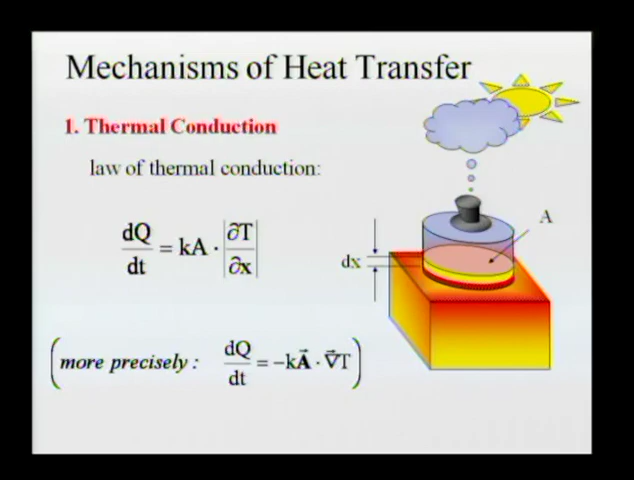 Mechanisms of Heat Transfer
1. Thermal Conduction
law of thermal conduction:
dQ/dt = kA · |∂T/∂x|
A
dx
(more precisely : dQ/dt = −kA⃗ · ∇⃗T)